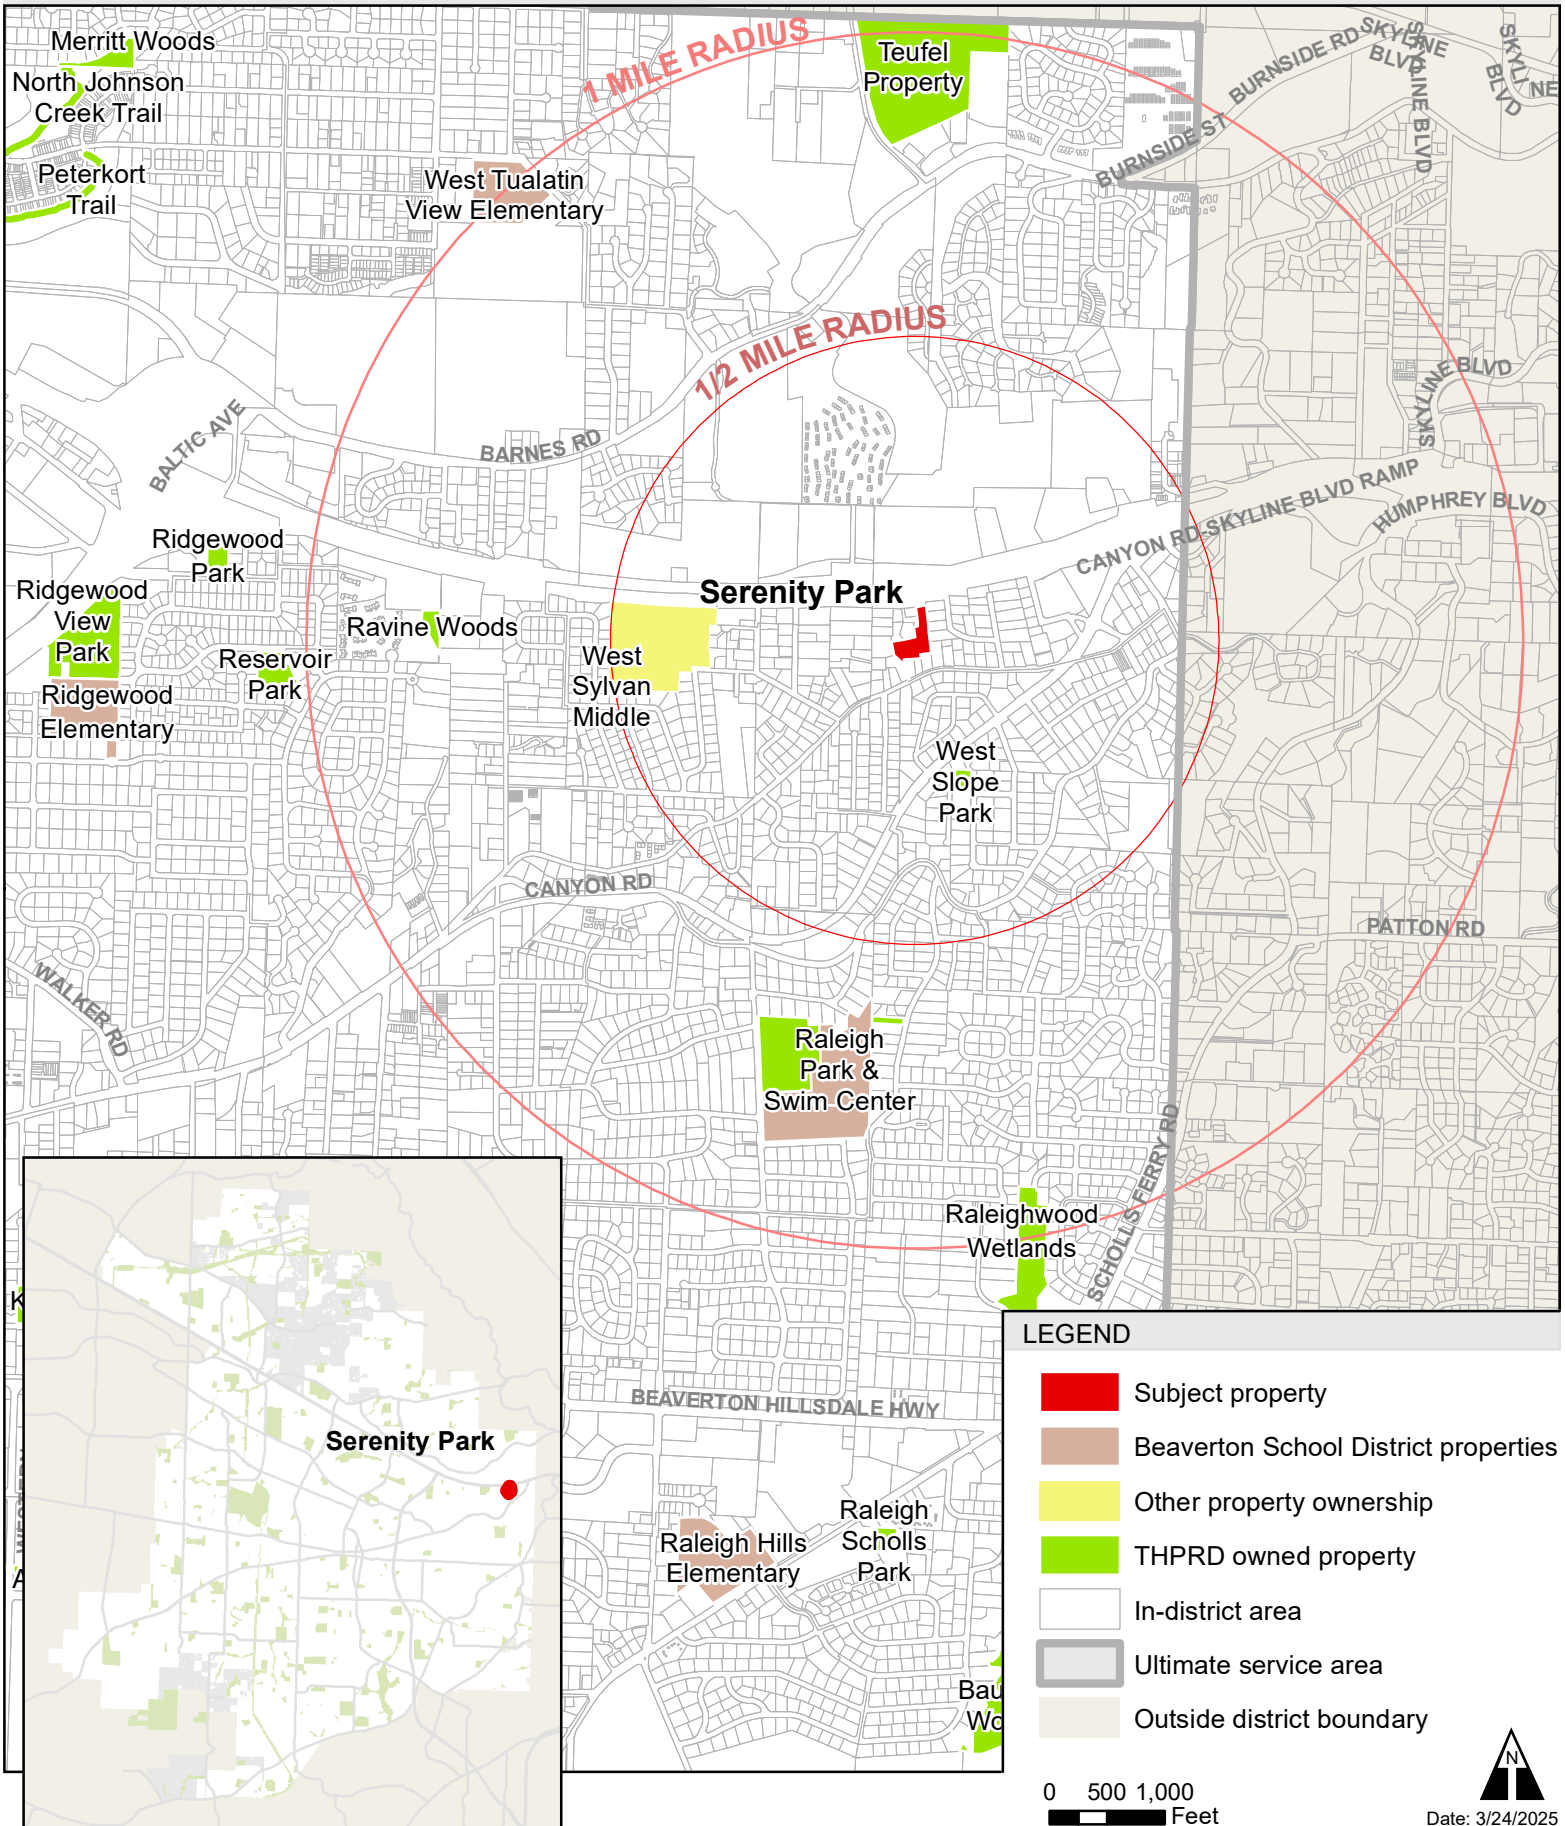 Merritt Woods
North Johnson
Creek Trail
Peterkort
Trail
1 MILE RADIUS
Teufel
Property
BURNSIDE RD
SKYLINE
BLVD
SKYLINE BLVD
BURNSIDE ST
West Tualatin
View Elementary
1/2 MILE RADIUS
SKYLINE BLVD
BALTIC AVE
BARNES RD
CANYON RD-SKYLINE BLVD RAMP
HUMPHREY BLVD
Ridgewood
Park
Ridgewood
View
Park
Ravine Woods
Serenity Park
Reservoir
Park
West
Sylvan
Middle
Ridgewood
Elementary
West
Slope
Park
CANYON RD
PATTON RD
WALKER RD
Raleigh
Park &
Swim Center
SCHOLLS FERRY RD
Raleighwood
Wetlands
K
WESTERN
A
BEAVERTON HILLSDALE HWY
Serenity Park
Raleigh Hills
Elementary
Raleigh
Scholls
Park
Bau
Wo
LEGEND
Subject property
Beaverton School District properties
Other property ownership
THPRD owned property
In-district area
Ultimate service area
Outside district boundary
0 500 1,000
Feet
N
Date: 3/24/2025